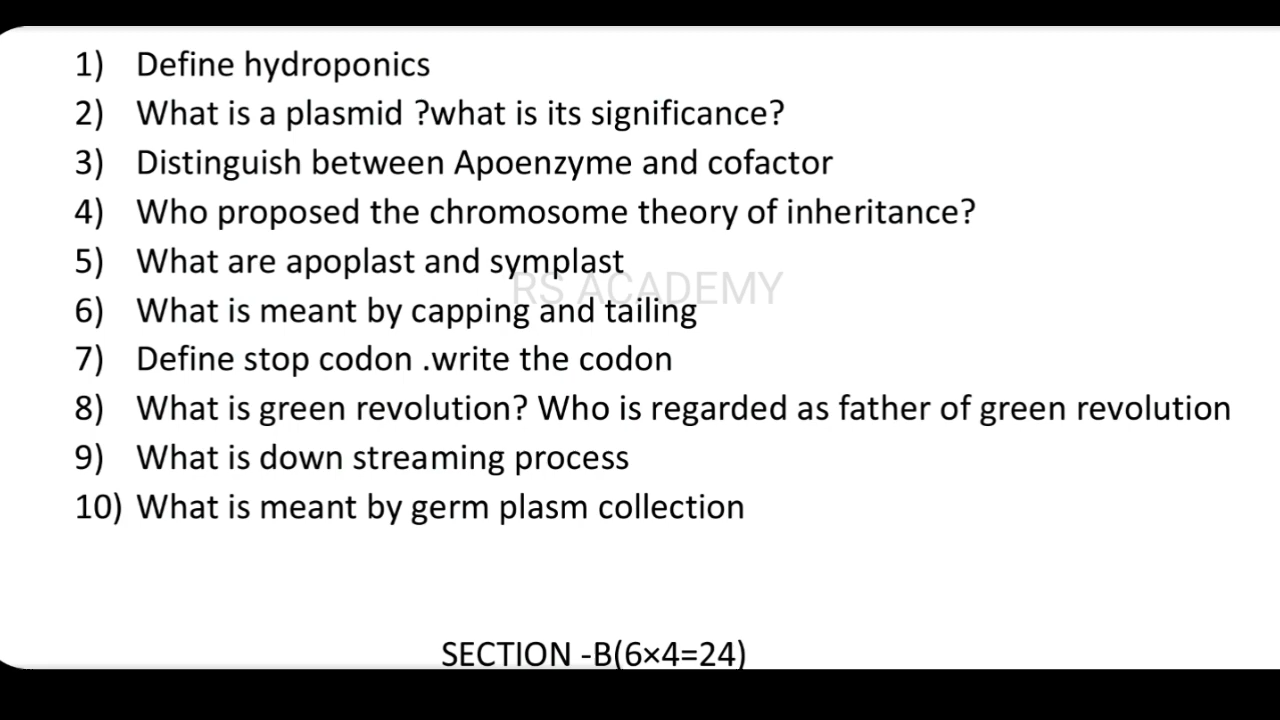 1) Define hydroponics
2) What is a plasmid ?what is its significance?
3) Distinguish between Apoenzyme and cofactor
4) Who proposed the chromosome theory of inheritance?
5) What are apoplast and symplast
RS ACADEMY
6) What is meant by capping and tailing
7) Define stop codon .write the codon
8) What is green revolution? Who is regarded as father of green revolution
9) What is down streaming process
10) What is meant by germ plasm collection
SECTION -B(6×4=24)